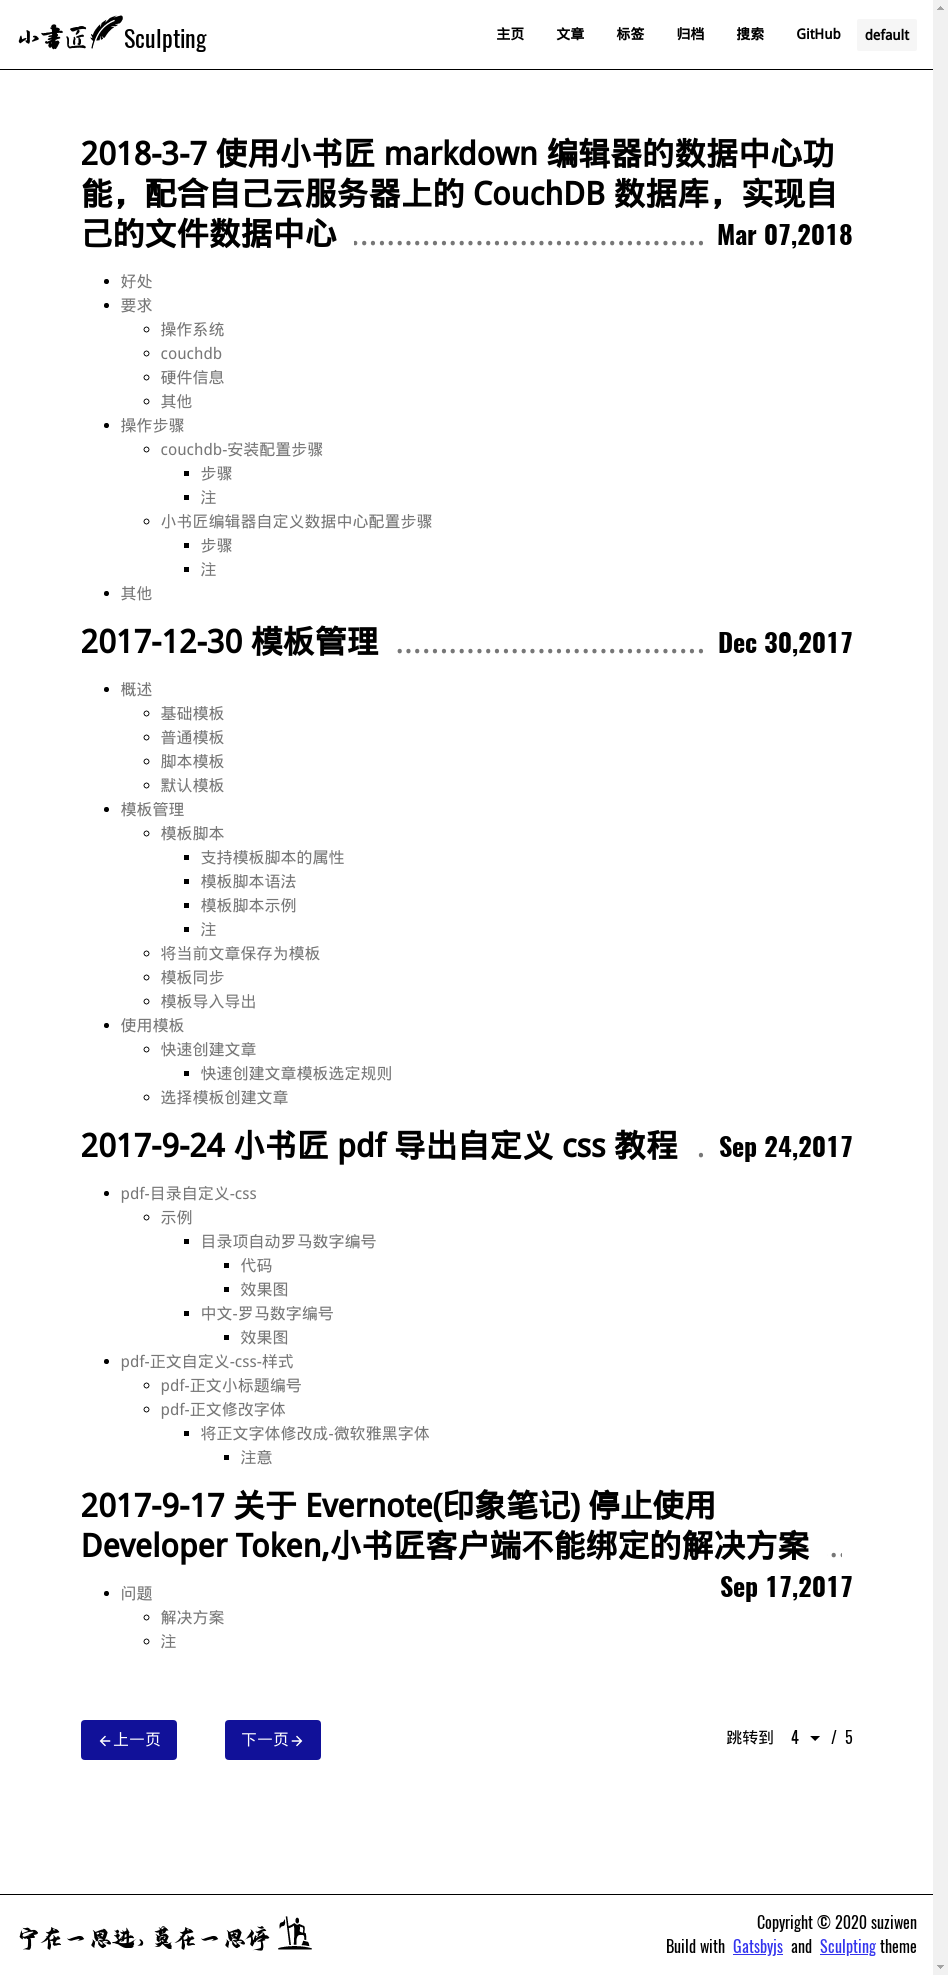 小書匠 Sculpting 主页 文章 标签 归档 搜索 GitHub default
2018-3-7 使用小书匠 markdown 编辑器的数据中心功
能，配合自己云服务器上的 CouchDB 数据库，实现自
己的文件数据中心 Mar 07,2018
好处
要求
操作系统
couchdb
硬件信息
其他
操作步骤
couchdb-安装配置步骤
步骤
注
小书匠编辑器自定义数据中心配置步骤
步骤
注
其他
2017-12-30 模板管理 Dec 30,2017
概述
基础模板
普通模板
脚本模板
默认模板
模板管理
模板脚本
支持模板脚本的属性
模板脚本语法
模板脚本示例
注
将当前文章保存为模板
模板同步
模板导入导出
使用模板
快速创建文章
快速创建文章模板选定规则
选择模板创建文章
2017-9-24 小书匠 pdf 导出自定义 css 教程 Sep 24,2017
pdf-目录自定义-css
示例
目录项自动罗马数字编号
代码
效果图
中文-罗马数字编号
效果图
pdf-正文自定义-css-样式
pdf-正文小标题编号
pdf-正文修改字体
将正文字体修改成-微软雅黑字体
注意
2017-9-17 关于 Evernote(印象笔记) 停止使用
Developer Token,小书匠客户端不能绑定的解决方案
Sep 17,2017
问题
解决方案
注
上一页 下一页 跳转到 4 / 5
宁在一思进，莫在一思停
Copyright © 2020 suziwen
Build with Gatsbyjs and Sculpting theme